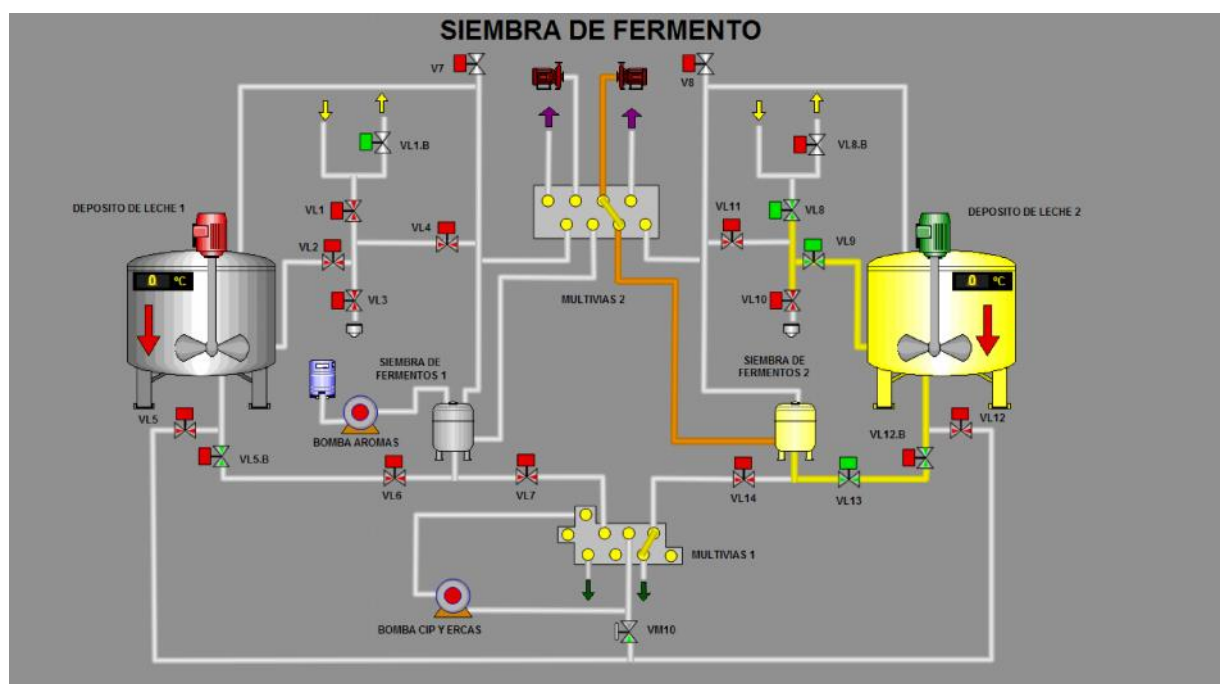 SIEMBRA DE FERMENTO
V7
V8
VL1.B
VL8.B
DEPOSITO DE LECHE 1
VL1
VL4
VL11
VL8
DEPOSITO DE LECHE 2
VL2
VL9
0 ºC
0 ºC
VL3
MULTIVIAS 2
VL10
SIEMBRA DE
FERMENTOS 1
SIEMBRA DE
FERMENTOS 2
VL5
BOMBA AROMAS
VL12.B
VL12
VL5.B
VL6
VL7
VL14
VL13
MULTIVIAS 1
BOMBA CIP Y ERCAS
VM10